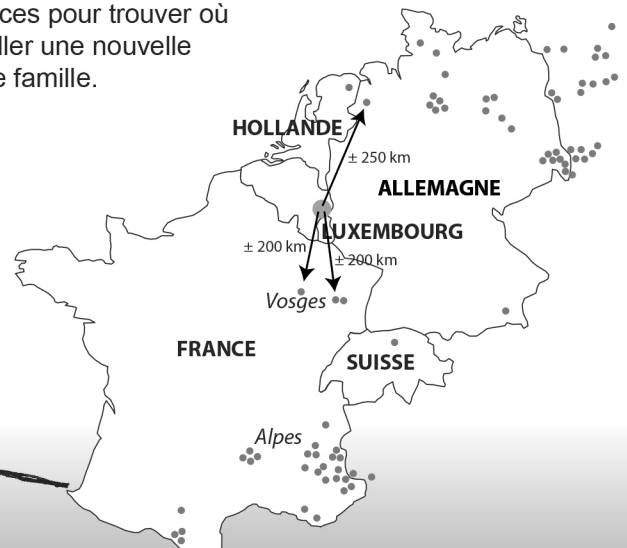 ces pour trouver où
ller une nouvelle
e famille.
HOLLANDE
± 250 km
ALLEMAGNE
LUXEMBOURG
± 200 km
± 200 km
Vosges
FRANCE
SUISSE
Alpes